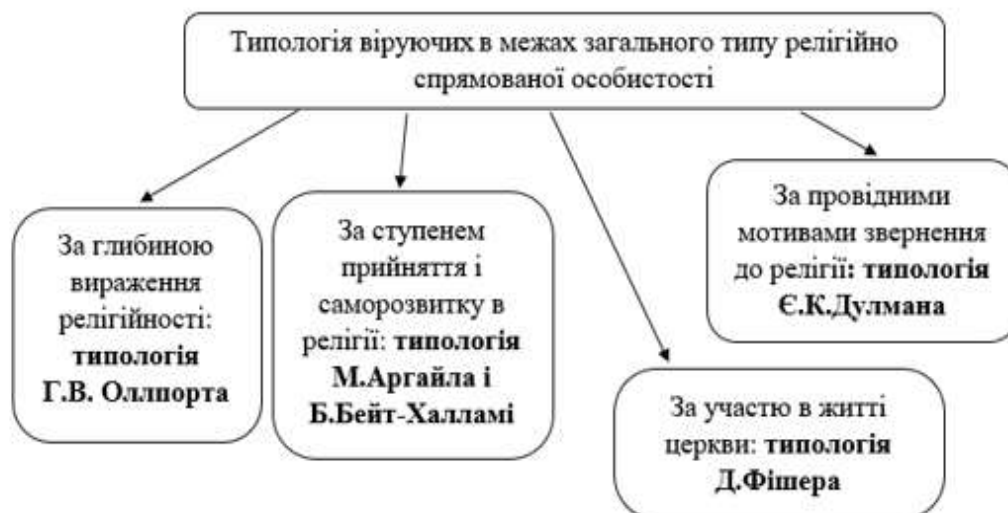 Типологія віруючих в межах загального типу релігійно
спрямованої особистості
За глибиною
вираження
релігійності:
типологія
Г.В. Оллпорта
За ступенем
прийняття і
саморозвитку в
релігії: типологія
М.Аргайла і
Б.Бейт-Халламі
За участю в житті
церкви: типологія
Д.Фішера
За провідними
мотивами звернення
до релігії: типологія
Є.К.Дулмана